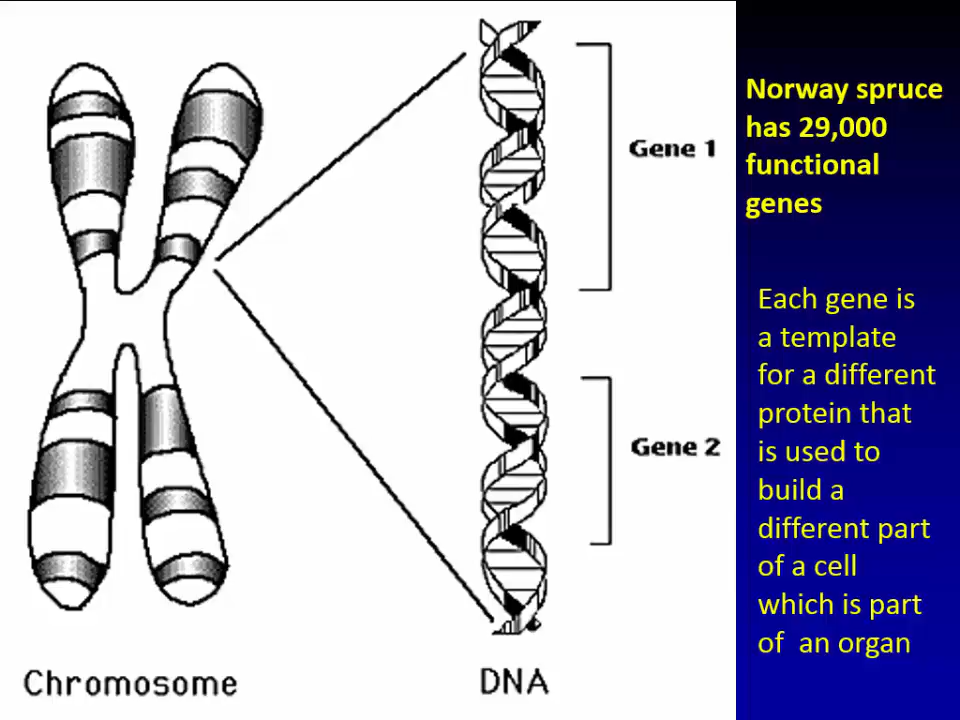 Gene 1
Gene 2
Chromosome
DNA
Norway spruce
has 29,000
functional
genes
Each gene is
a template
for a different
protein that
is used to
build a
different part
of a cell
which is part
of an organ